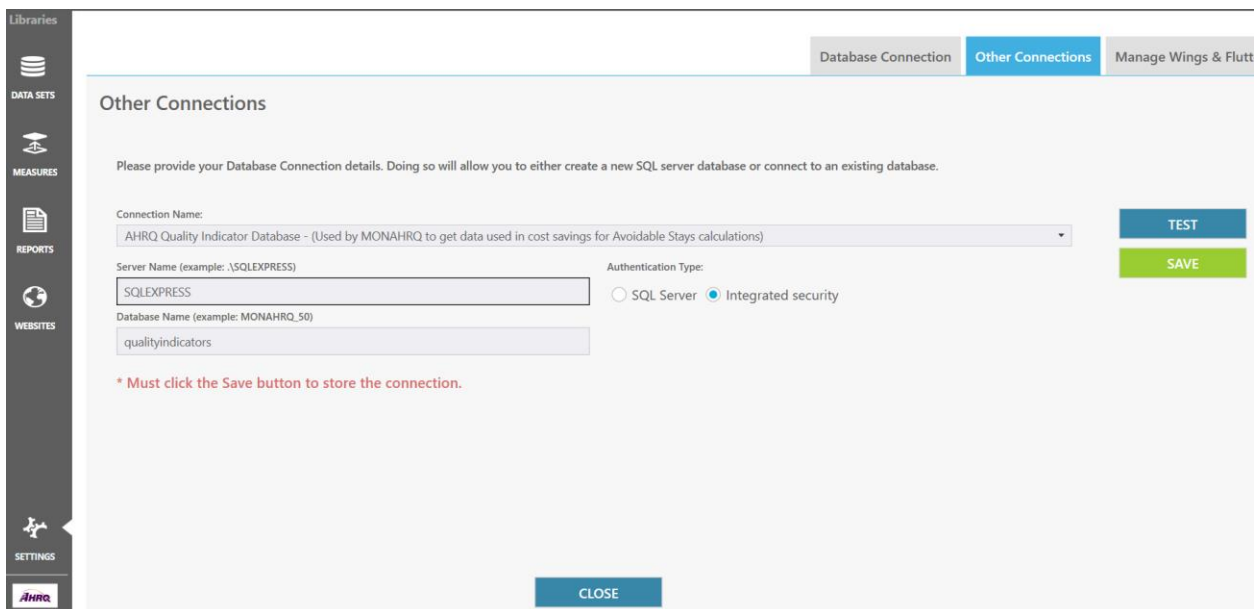 Libraries
DATA SETS
MEASURES
REPORTS
WEBSITES
SETTINGS
AHRQ
Database Connection
Other Connections
Manage Wings & Flutt
Other Connections
Please provide your Database Connection details. Doing so will allow you to either create a new SQL server database or connect to an existing database.
Connection Name:
AHRQ Quality Indicator Database - (Used by MONAHRQ to get data used in cost savings for Avoidable Stays calculations)
TEST
SAVE
Server Name (example: .\SQLEXPRESS)
SQLEXPRESS
Authentication Type:
SQL Server
Integrated security
Database Name (example: MONAHRQ_50)
qualityindicators
* Must click the Save button to store the connection.
CLOSE